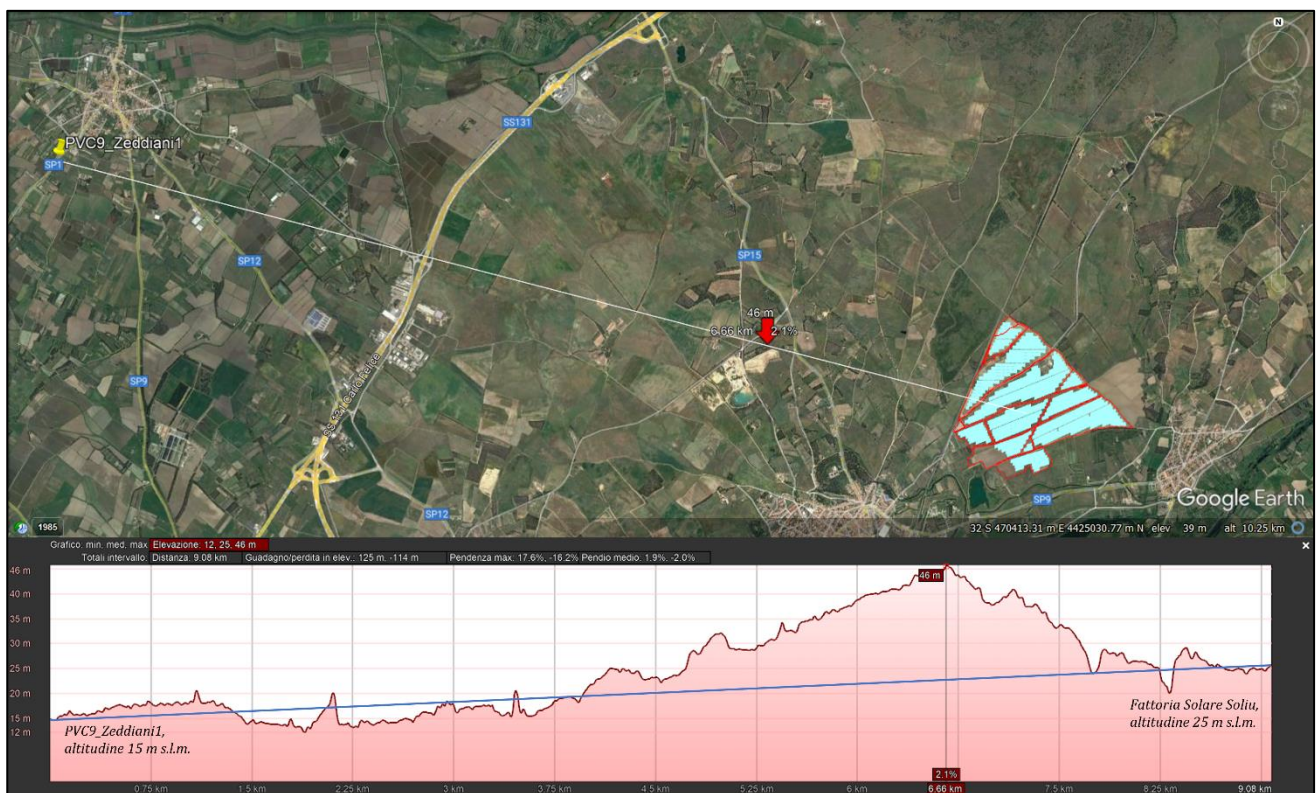 N
PVC9_Zeddiani1
SP1
SS131
SP12
SP15
46 m
6.66 km 2.1%
SP9
SS 131 Carlo Felice
SP12
SP9
Google Earth
1985
32 S 470413.31 m E 4425030.77 m N elev 39 m alt 10.25 km
Grafico: min. med. max Elevazione: 12, 25, 46 m
Totali intervallo: Distanza: 9.08 km Guadagno/perdita in elev.: 125 m, -114 m Pendenza max: 17.6%, -16.2% Pendio medio: 1.9%, -2.0%
46 m
40 m
35 m
30 m
25 m
20 m
15 m
12 m
46 m
PVC9_Zeddiani1,
altitudine 15 m s.l.m.
Fattoria Solare Soliu,
altitudine 25 m s.l.m.
2.1%
0.75 km 1.5 km 2.25 km 3 km 3.75 km 4.5 km 5.25 km 6 km 6.66 km 7.5 km 8.25 km 9.08 km